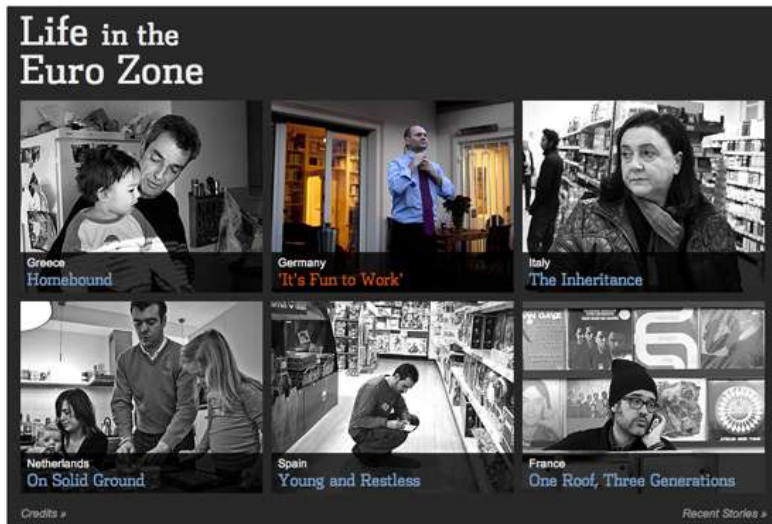 Life in the
Euro Zone
Greece
Homebound
Germany
'It's Fun to Work'
Italy
The Inheritance
Netherlands
On Solid Ground
Spain
Young and Restless
France
One Roof, Three Generations
Credits »
Recent Stories »